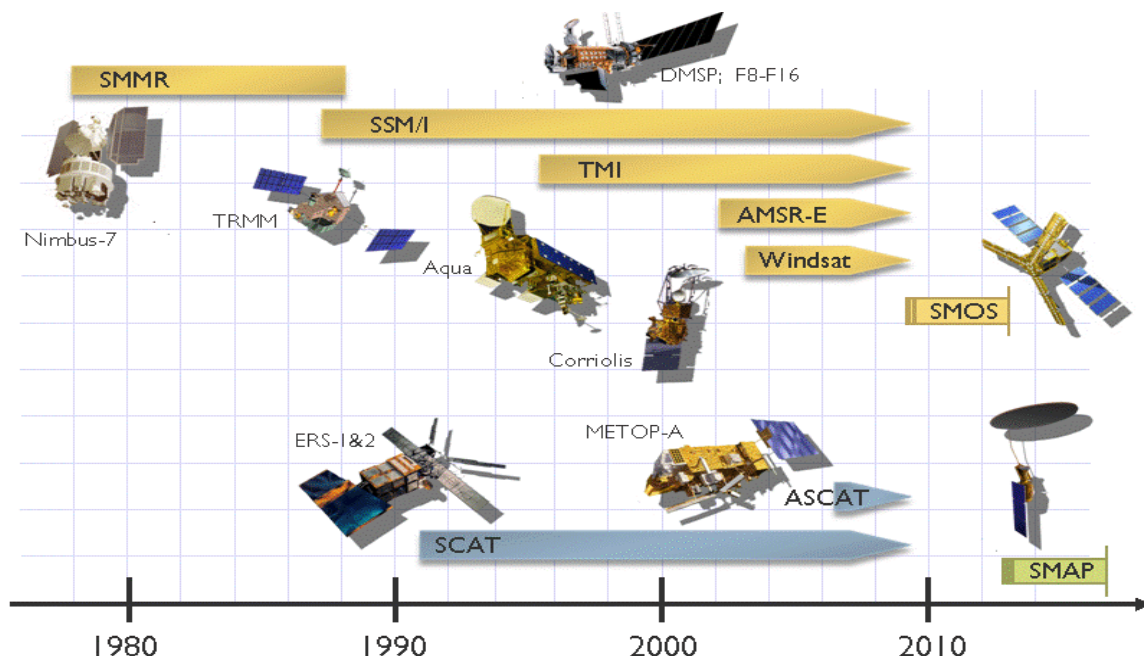 SMMR
DMSP; F8-F16
SSM/I
TMI
TRMM
AMSR-E
Nimbus-7
Aqua
Windsat
SMOS
Corriolis
ERS-1&2
METOP-A
ASCAT
SCAT
SMAP
1980 1990 2000 2010